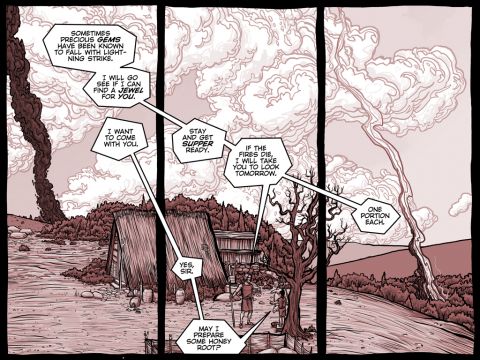 SOMETIMES
PRECIOUS GEMS
HAVE BEEN KNOWN
TO FALL WITH LIGHT-
NING STRIKE.
I WILL GO
SEE IF I CAN
FIND A JEWEL
FOR YOU.
I WANT
TO COME
WITH YOU.
STAY
AND GET
SUPPER
READY.
IF THE
FIRES DIE,
I WILL TAKE
YOU TO LOOK
TOMORROW.
YES,
SIR.
MAY I
PREPARE
SOME HONEY
ROOT?
ONE
PORTION
EACH.